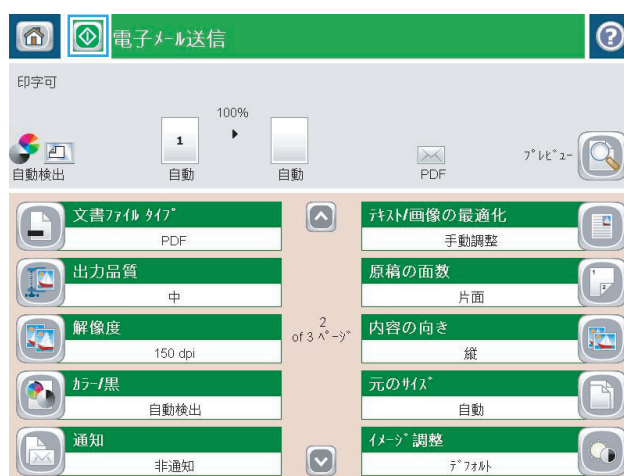 電子メール送信
?
印字可
100%
1
自動検出
自動
自動
PDF
プレビュー
文書ファイル タイプ
PDF
出力品質
中
解像度
150 dpi
カラー/黒
自動検出
通知
非通知
2
of 3 ページ
テキスト/画像の最適化
手動調整
原稿の面数
片面
1
2
内容の向き
縦
元のサイズ
自動
イメージ調整
デフォルト